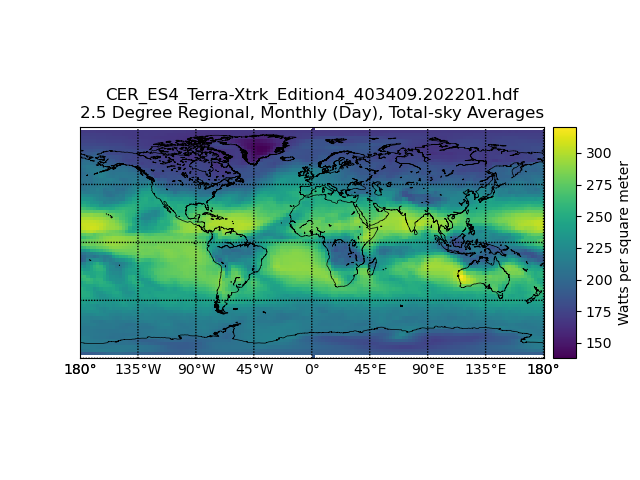 CER_ES4_Terra-Xtrk_Edition4_403409.202201.hdf
2.5 Degree Regional, Monthly (Day), Total-sky Averages
300
275
250
225
200
175
150
Watts per square meter
180° 135°W 90°W 45°W 0° 45°E 90°E 135°E 180°